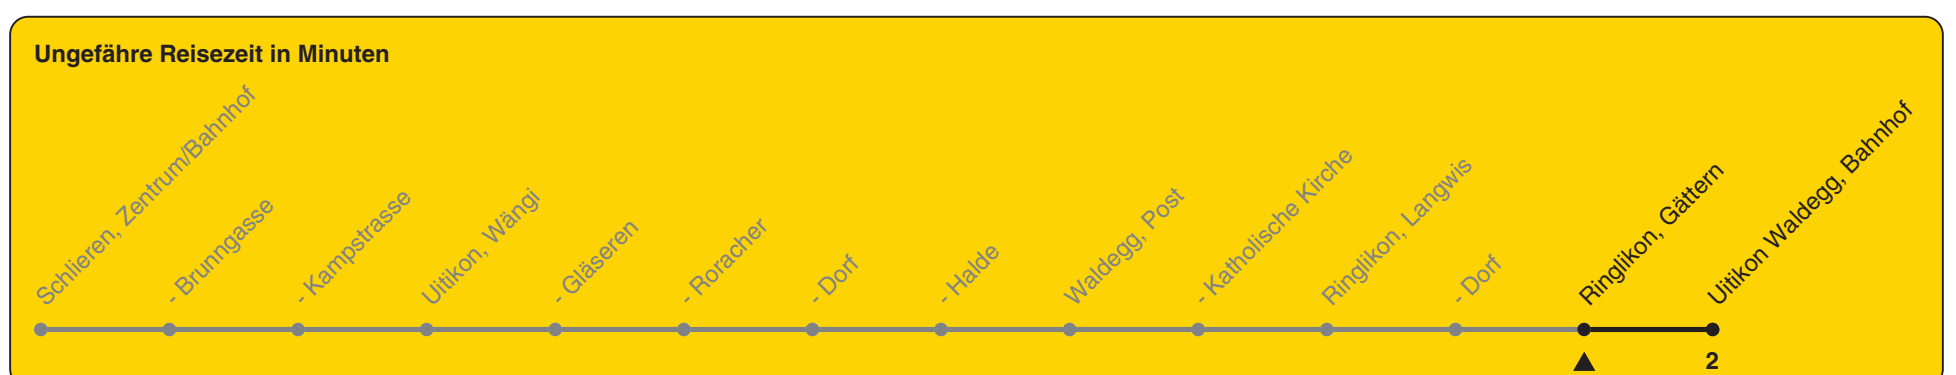 Ungefähre Reisezeit in Minuten
Schlieren, Zentrum/Bahnhof
- Brunngasse
- Kampstrasse
Uitikon, Wängi
- Gläseren
- Roracher
- Dorf
- Halde
Waldegg, Post
- Katholische Kirche
Ringlikon, Langwis
- Dorf
Ringlikon, Gättern
Uitikon Waldegg, Bahnhof
2